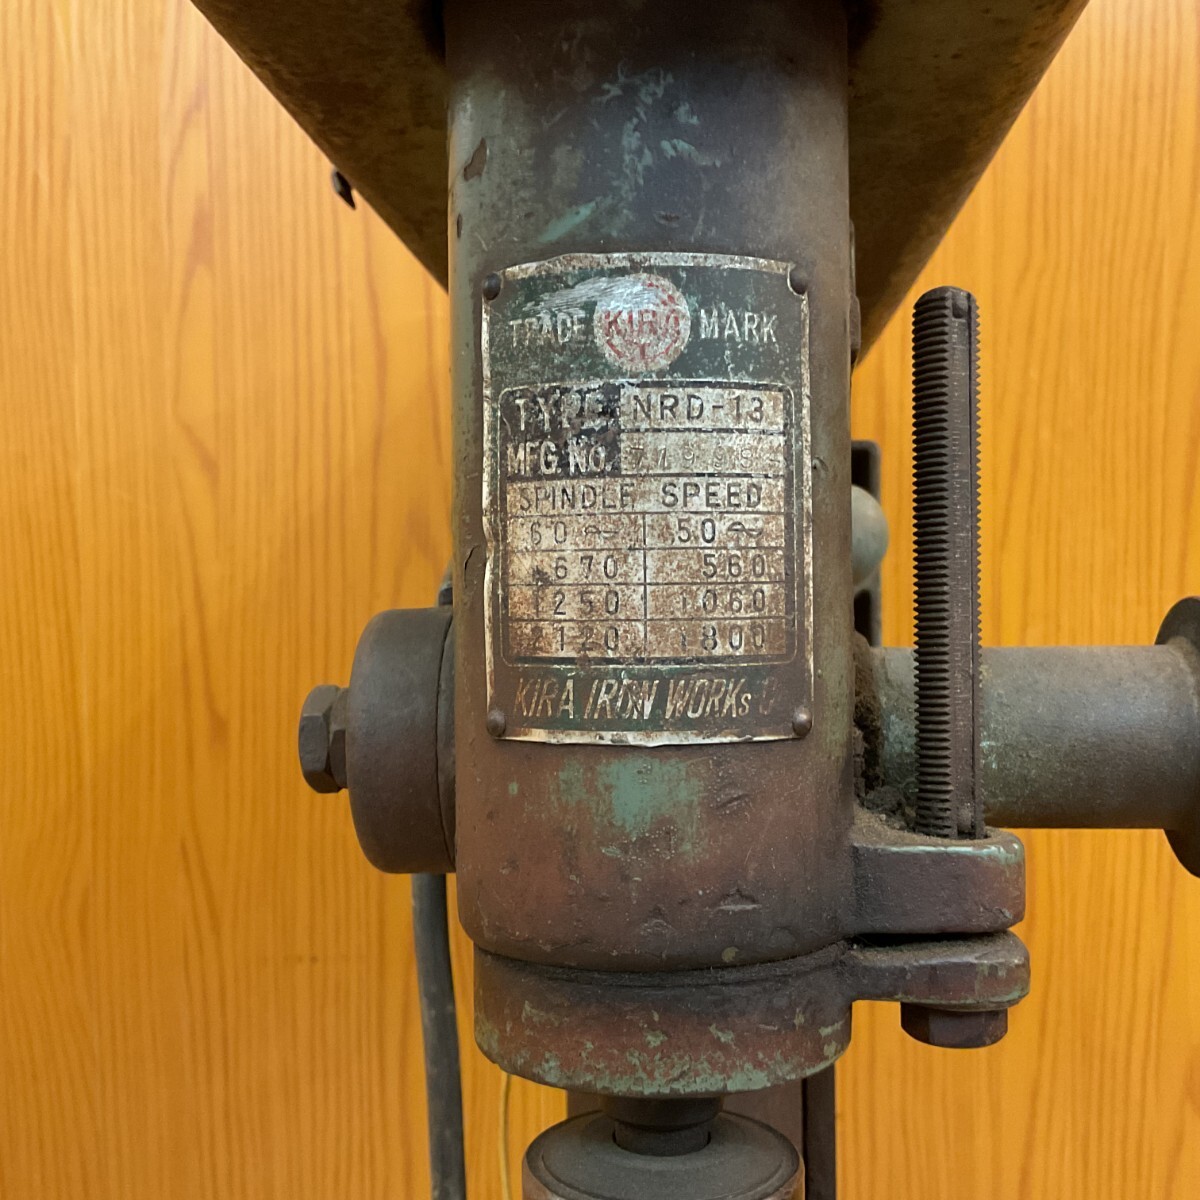 TRADE KIRA MARK
TYPE NRD-13
MFG. NO.
SPINDLE SPEED
60~ 50~
670 560
1250 1060
2120 1800
KIRA IRON WORKS